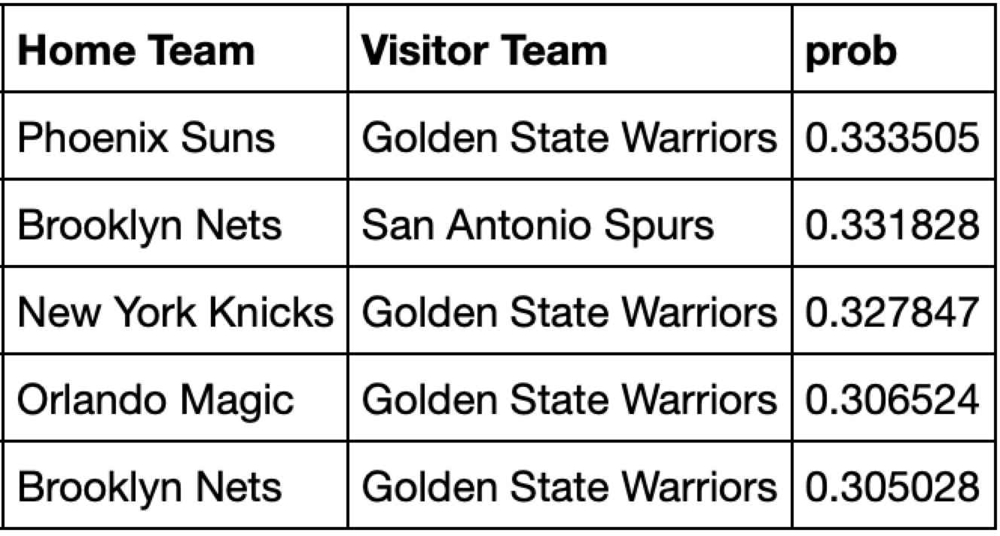 Home Team Visitor Team prob
Phoenix Suns Golden State Warriors 0.333505
Brooklyn Nets San Antonio Spurs 0.331828
New York Knicks Golden State Warriors 0.327847
Orlando Magic Golden State Warriors 0.306524
Brooklyn Nets Golden State Warriors 0.305028